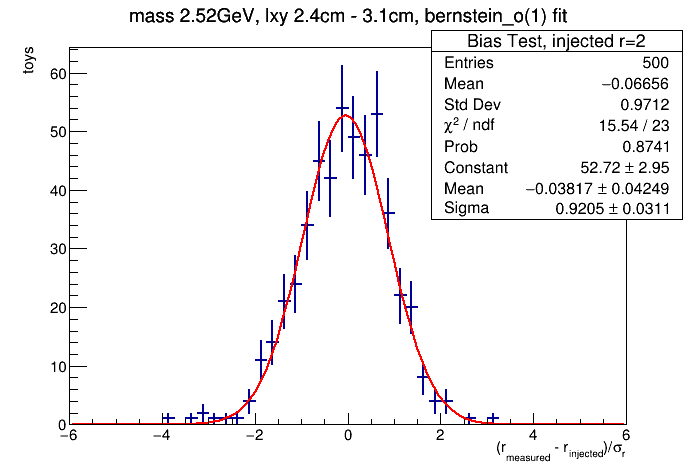 mass 2.52GeV, lxy 2.4cm - 3.1cm, bernstein_o(1) fit
toys
Bias Test, injected r=2
Entries 500
Mean −0.06656
Std Dev 0.9712
χ² / ndf 15.54 / 23
Prob 0.8741
Constant 52.72 ± 2.95
Mean −0.03817 ± 0.04249
Sigma 0.9205 ± 0.0311
60
50
40
30
20
10
0
−6 −4 −2 0 2 4 6
(r_measured - r_injected)/σ_r